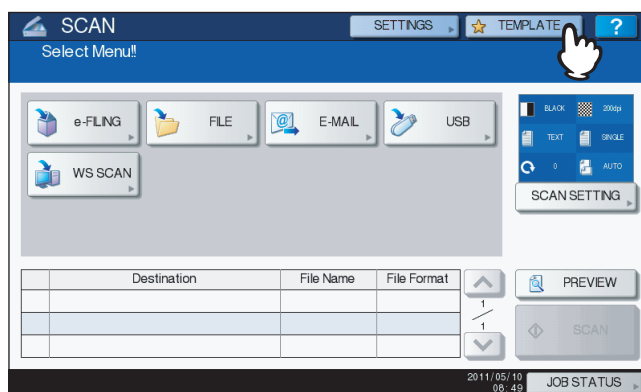 SCAN SETTINGS TEMPLATE ?
Select Menu!!
e-FILING FILE E-MAIL USB
BLACK 200dpi
TEXT SINGLE
WS SCAN
0 AUTO
SCAN SETTING
Destination File Name File Format
PREVIEW
1
1
SCAN
2011/05/10
08:49
JOB STATUS